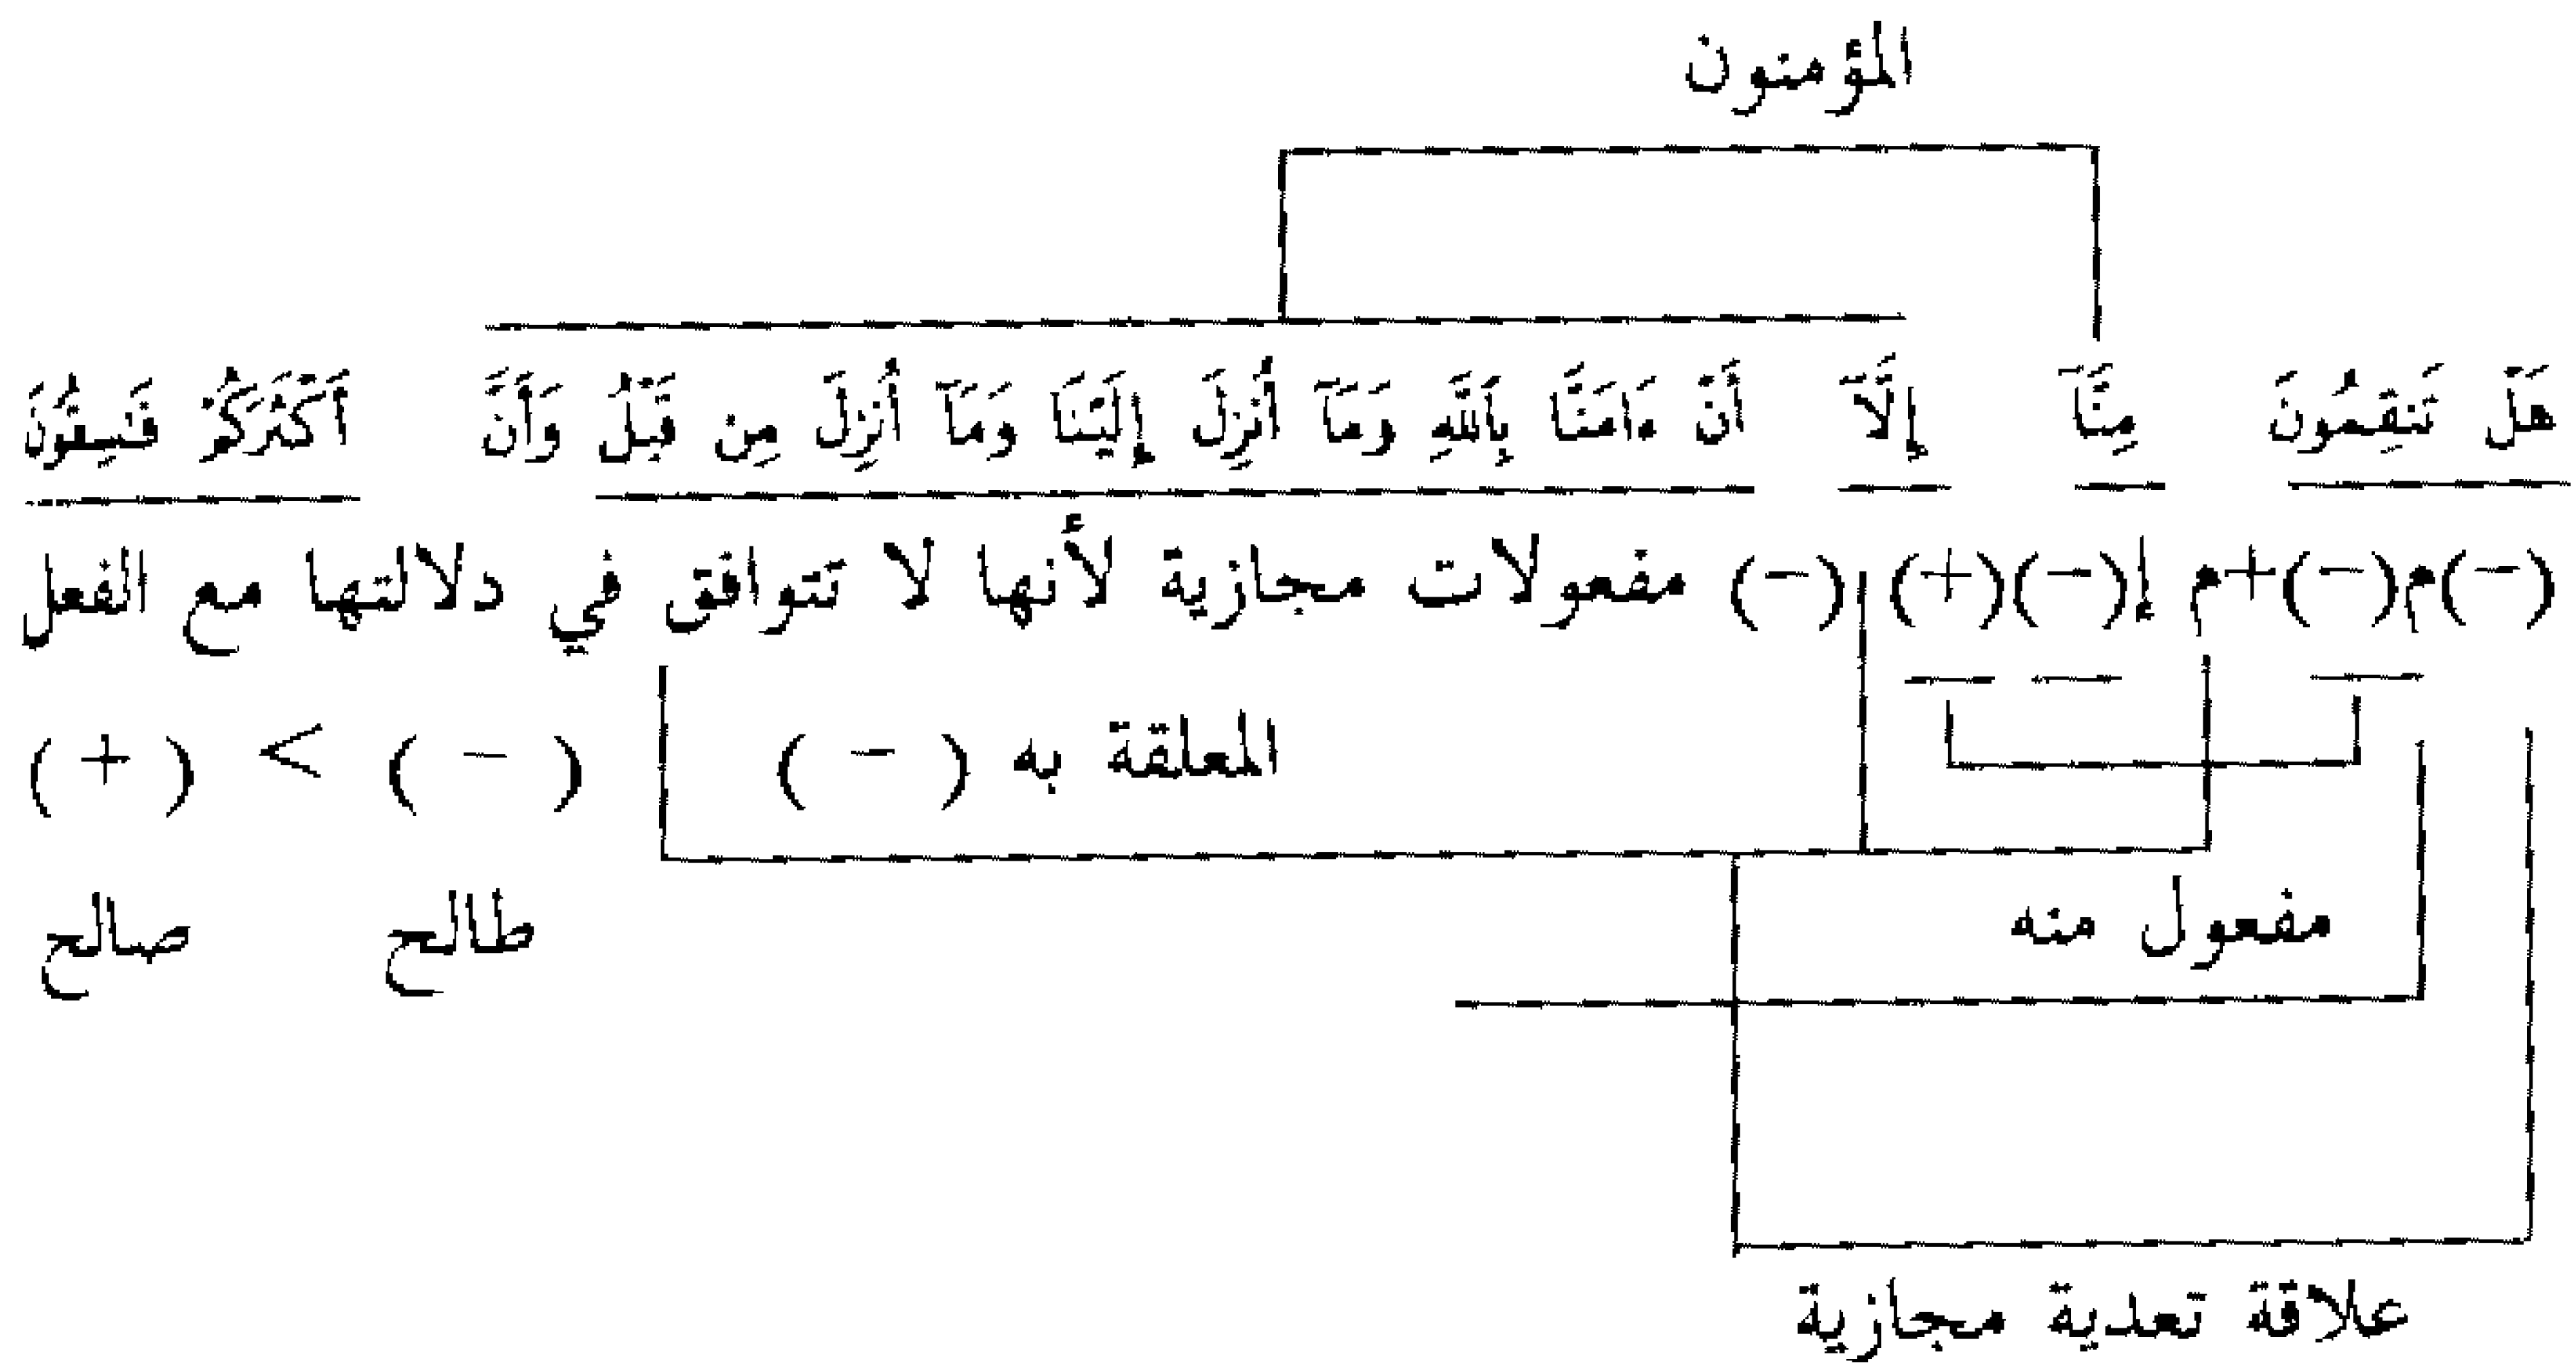 المؤمنون
هَلْ تَنقِمُونَ مِنَّآ إِلَّآ أَنْ ءَامَنَّا بِٱللَّهِ وَمَآ أُنزِلَ إِلَيْنَا وَمَآ أُنزِلَ مِن قَبْلُ وَأَنَّ أَكْثَرَكُمْ فَٰسِقُونَ
(-)م(-)+م إ(-)(+) (-) مفعولات مجازية لأنها لا تتوافق في دلالتها مع الفعل
المعلقة به ( - ) ( - ) > ( + )
مفعول منه طالح صالح
علاقة تعدية مجازية